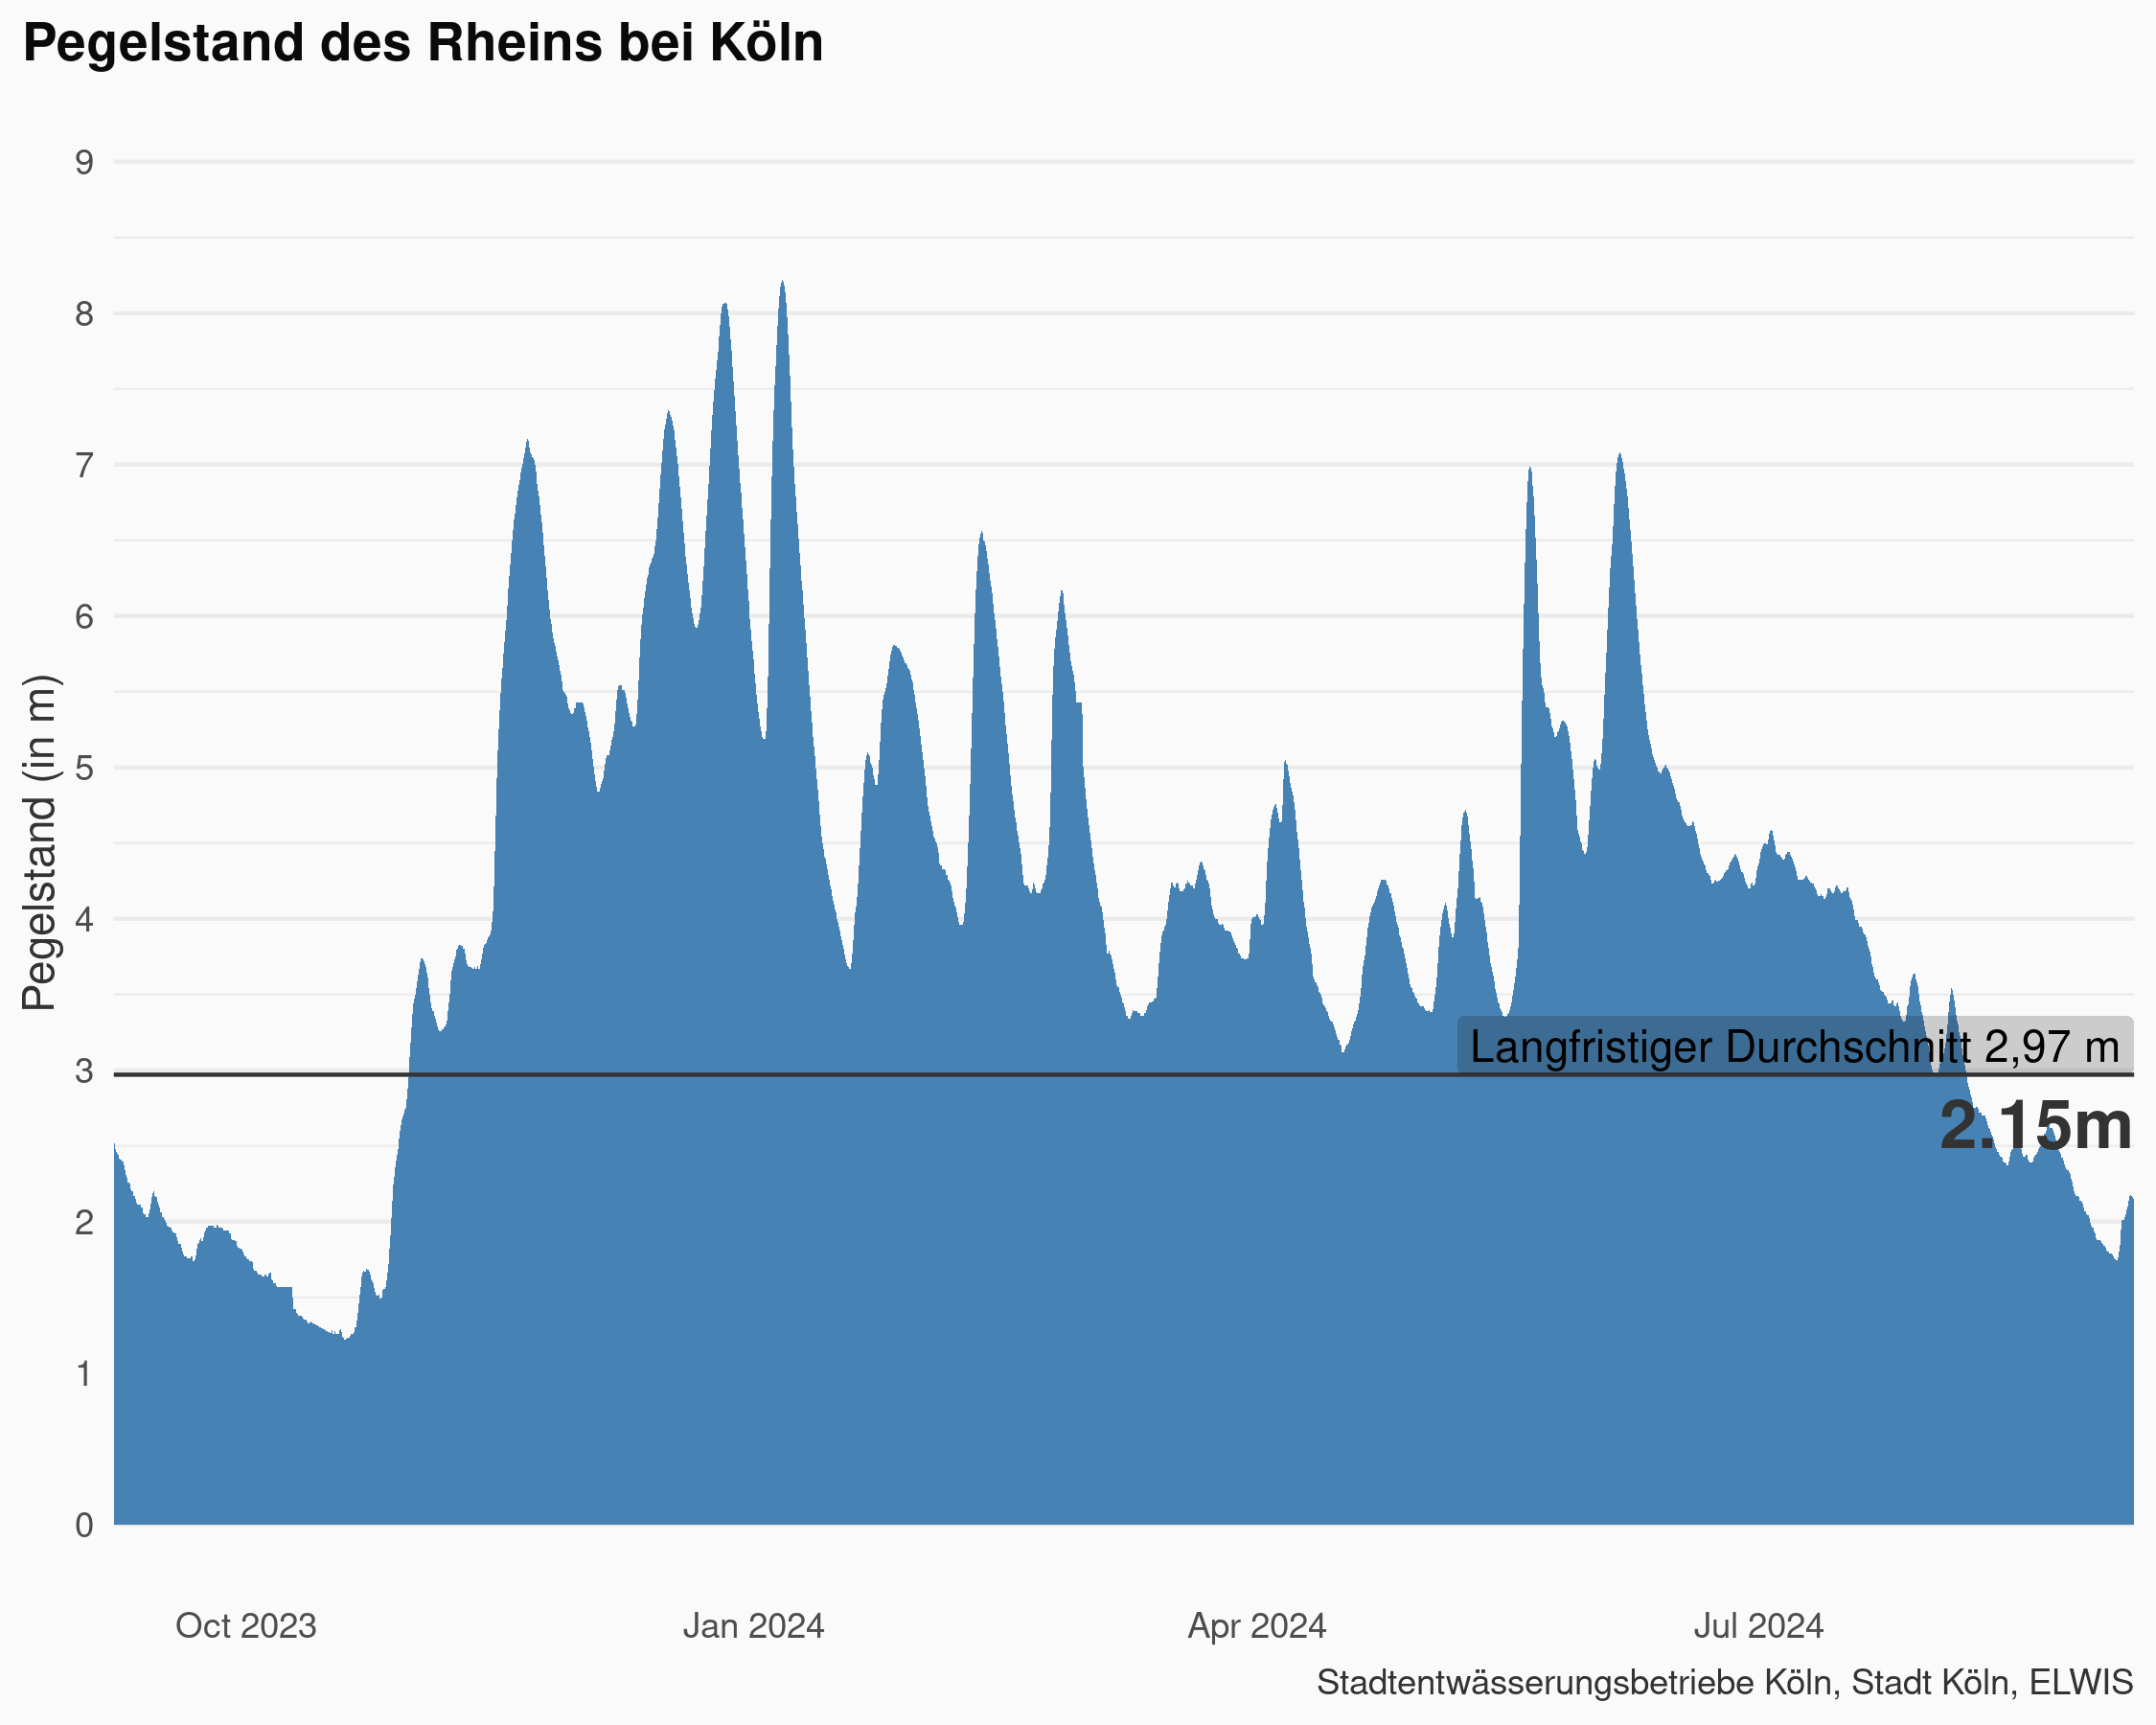 Pegelstand des Rheins bei Köln
Pegelstand (in m)
9
8
7
6
5
4
3
2
1
0
Langfristiger Durchschnitt 2,97 m
2.15m
Oct 2023
Jan 2024
Apr 2024
Jul 2024
Stadtentwässerungsbetriebe Köln, Stadt Köln, ELWIS